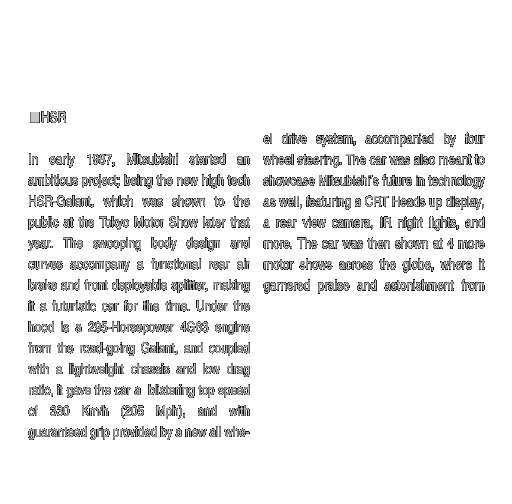 HSR
In early 1987, Mitsubishi started an
ambitious project; being the new high tech
HSR-Galant, which was shown to the
public at the Tokyo Motor Show later that
year. The swooping body design and
curves accompany a functional rear air
brake and front deployable splitter, making
it a futuristic car for the time. Under the
hood is a 295-Horsepower 4G63 engine
from the road-going Galant, and coupled
with a lightweight chassis and low drag
ratio, it gave the car a blistering top speed
of 330 Km/h (205 Mph), and with
guaranteed grip provided by a new all whe-
el drive system, accompanied by four
wheel steering. The car was also meant to
showcase Mitsubishi's future in technology
as well, featuring a CRT Heads up display,
a rear view camera, IR night lights, and
more. The car was then shown at 4 more
motor shows across the globe, where it
garnered praise and astonishment from